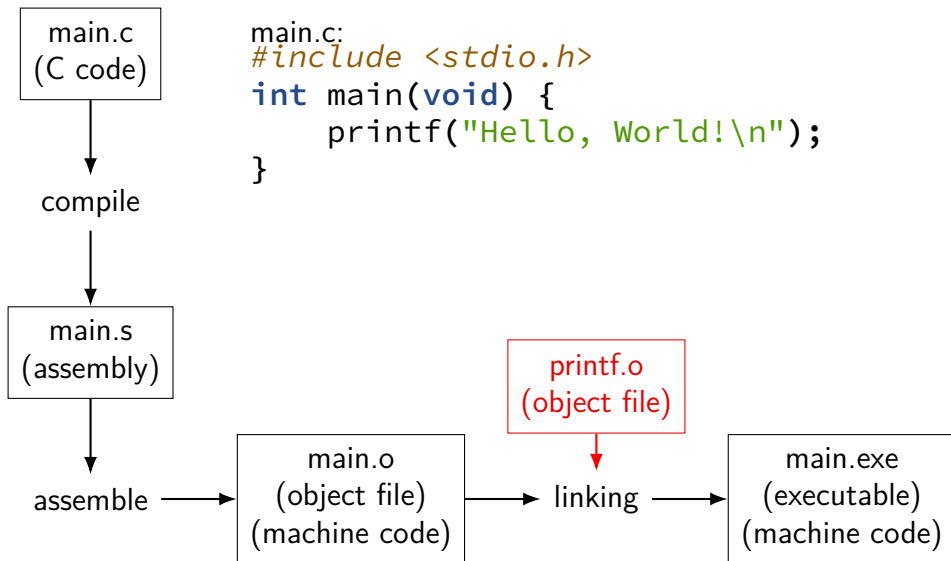 main.c
(C code)
main.c:
#include <stdio.h>
int main(void) {
    printf("Hello, World!\n");
}
compile
main.s
(assembly)
printf.o
(object file)
assemble
main.o
(object file)
(machine code)
linking
main.exe
(executable)
(machine code)